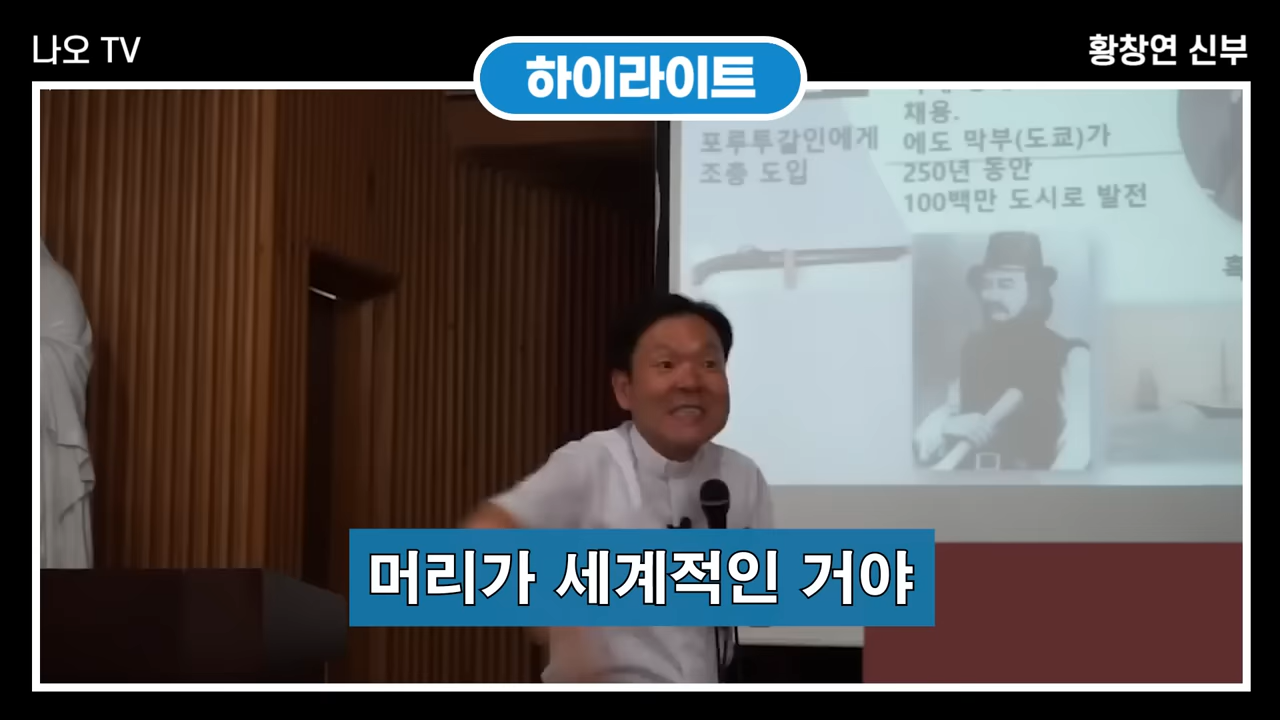 나오 TV
하이라이트
황창연 신부
채용.
포루투갈인에게
조총 도입
에도 막부(도쿄)가
250년 동안
100백만 도시로 발전
머리가 세계적인 거야